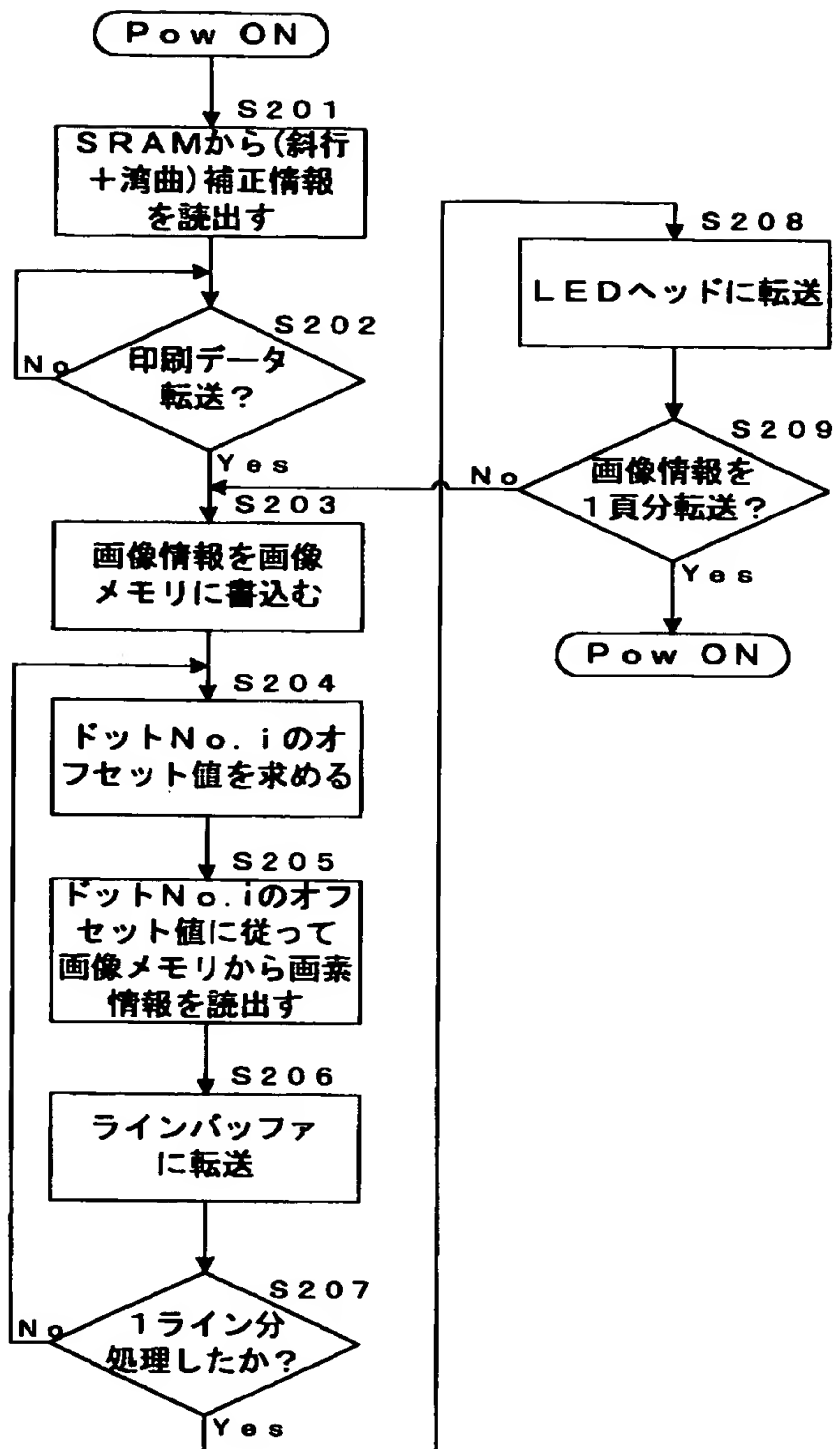 Pow ON
S201
SRAMから(斜行
+湾曲)補正情報
を読出す
S202
印刷データ
転送?
No
Yes
S203
画像情報を画像
メモリに書込む
S204
ドットNo.iのオ
フセット値を求める
S205
ドットNo.iのオフ
セット値に従って
画像メモリから画素
情報を読出す
S206
ラインバッファ
に転送
S207
1ライン分
処理したか?
No
Yes
S208
LEDヘッドに転送
S209
画像情報を
1頁分転送?
No
Yes
Pow ON